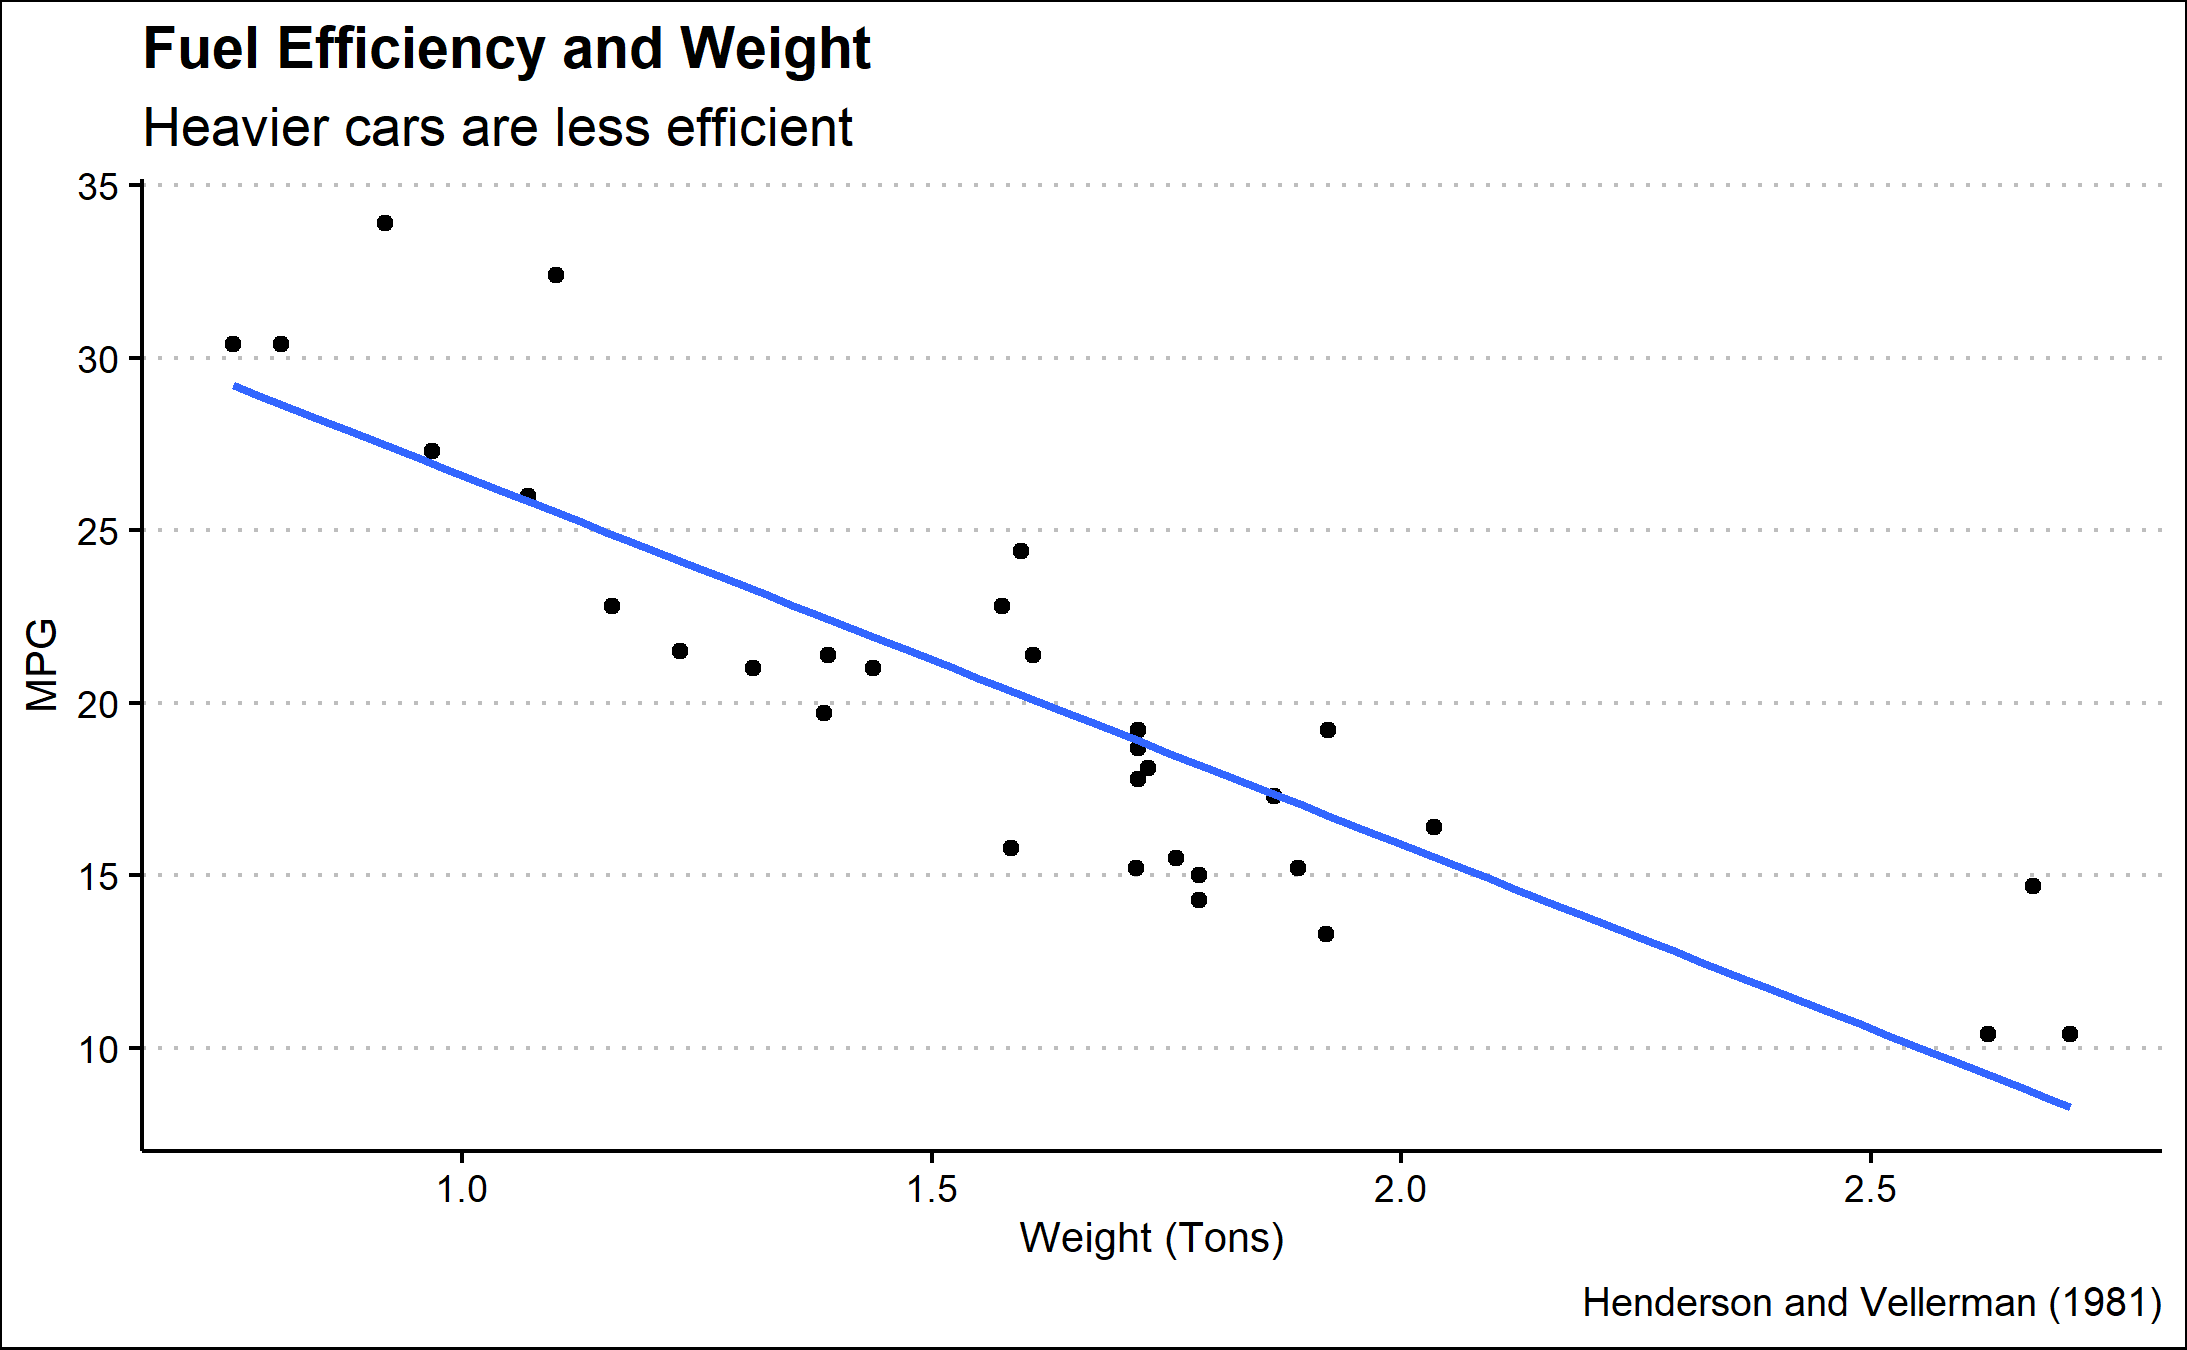 Fuel Efficiency and Weight
Heavier cars are less efficient
35
30
25
20
15
10
MPG
1.0 1.5 2.0 2.5
Weight (Tons)
Henderson and Vellerman (1981)